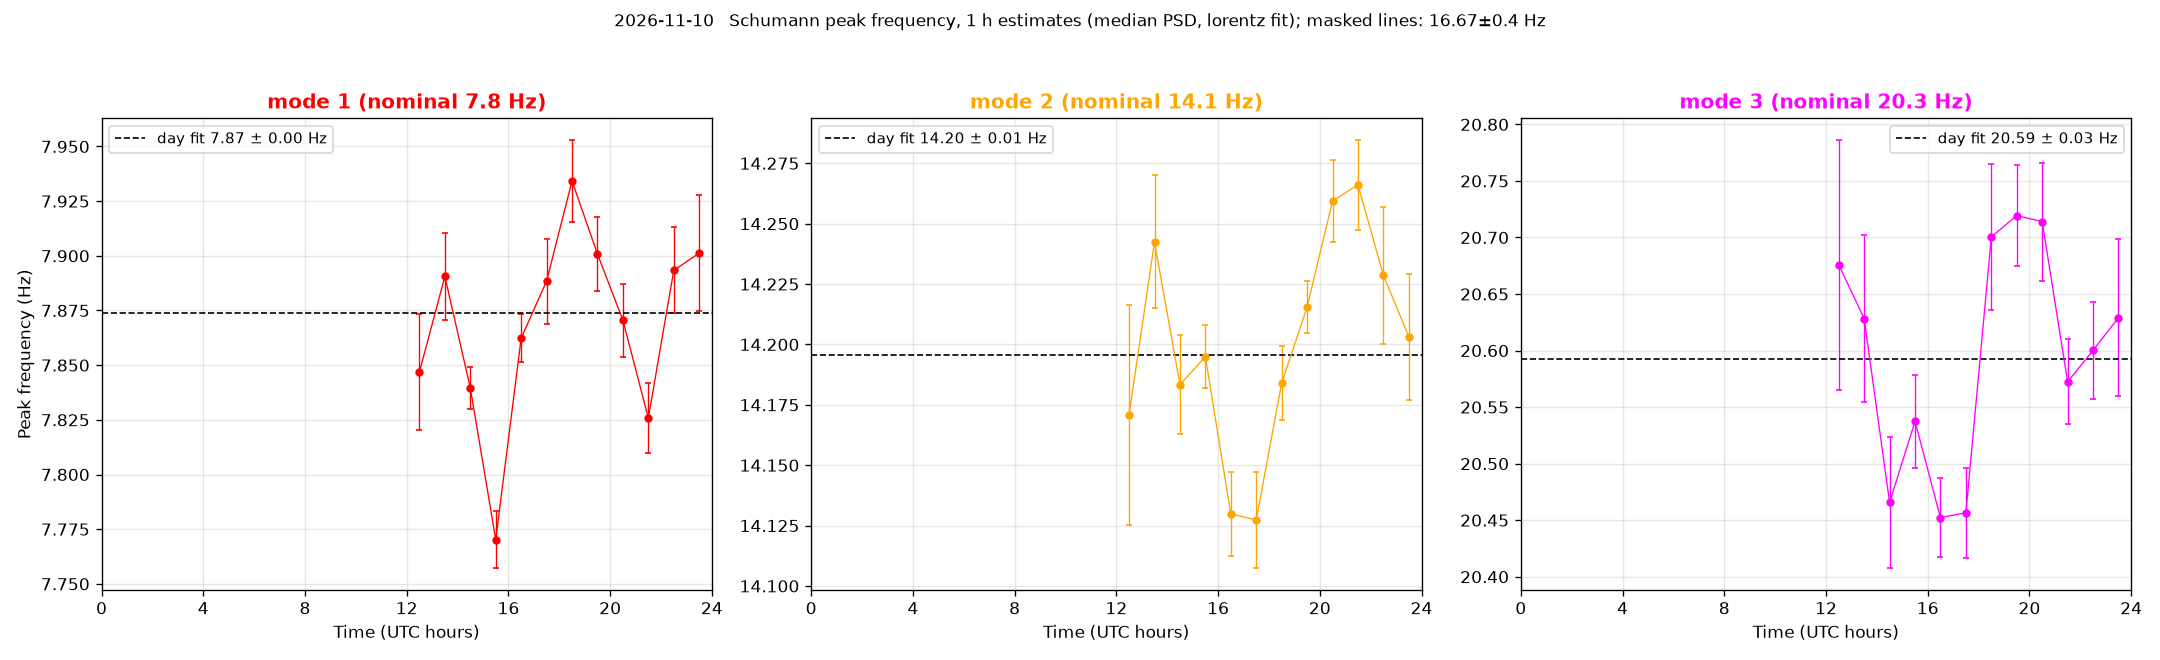 2026-11-10   Schumann peak frequency, 1 h estimates (median PSD, lorentz fit); masked lines: 16.67±0.4 Hz
mode 1 (nominal 7.8 Hz)
day fit 7.87 ± 0.00 Hz
Peak frequency (Hz)
7.950
7.925
7.900
7.875
7.850
7.825
7.800
7.775
7.750
0 4 8 12 16 20 24
Time (UTC hours)
mode 2 (nominal 14.1 Hz)
day fit 14.20 ± 0.01 Hz
14.275
14.250
14.225
14.200
14.175
14.150
14.125
14.100
0 4 8 12 16 20 24
Time (UTC hours)
mode 3 (nominal 20.3 Hz)
day fit 20.59 ± 0.03 Hz
20.80
20.75
20.70
20.65
20.60
20.55
20.50
20.45
20.40
0 4 8 12 16 20 24
Time (UTC hours)